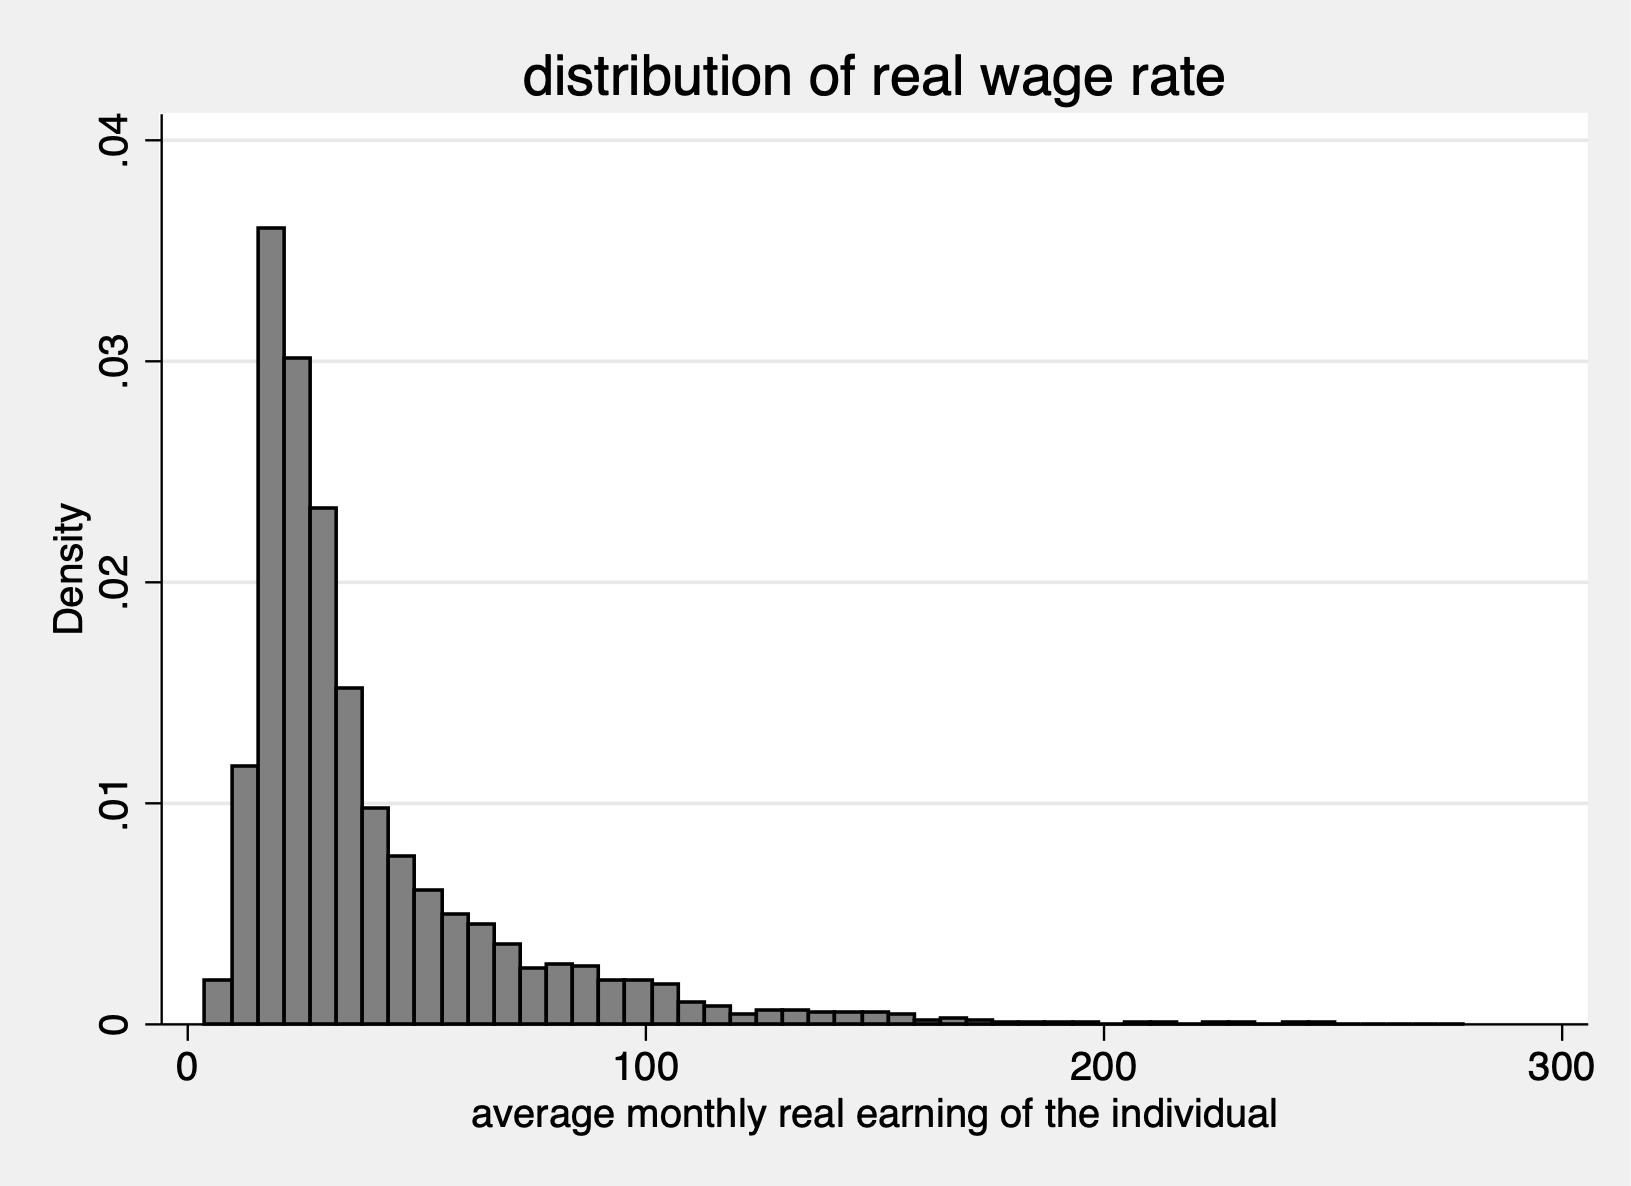 distribution of real wage rate
.04
.03
.02
.01
0
Density
0 100 200 300
average monthly real earning of the individual